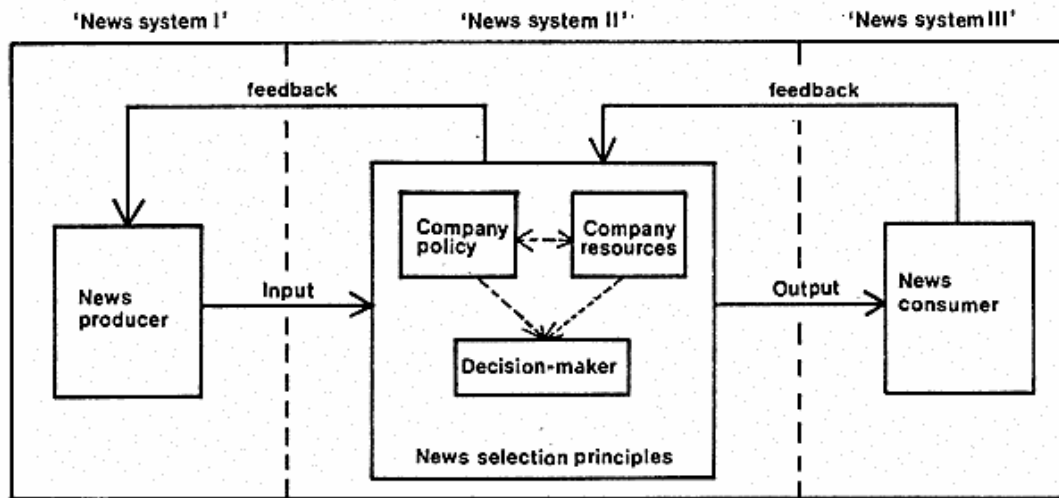 'News system I'
'News system II'
'News system III'
feedback
feedback
Company
policy
Company
resources
News
producer
Input
Output
News
consumer
Decision-maker
News selection principles